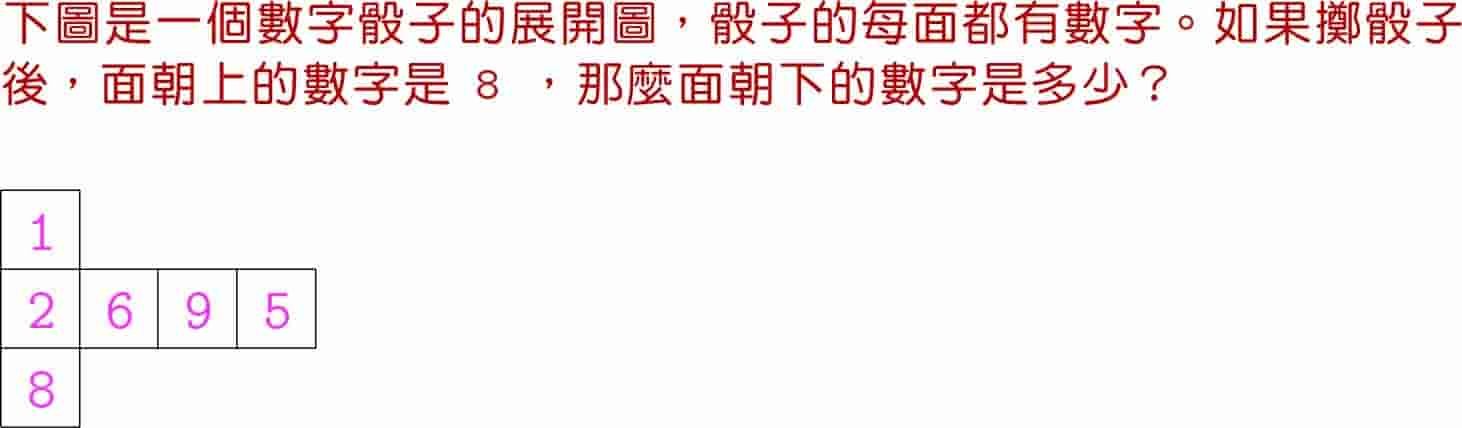 下圖是一個數字骰子的展開圖，骰子的每面都有數字。如果擲骰子
後，面朝上的數字是 8 ，那麼面朝下的數字是多少？
1
2 6 9 5
8